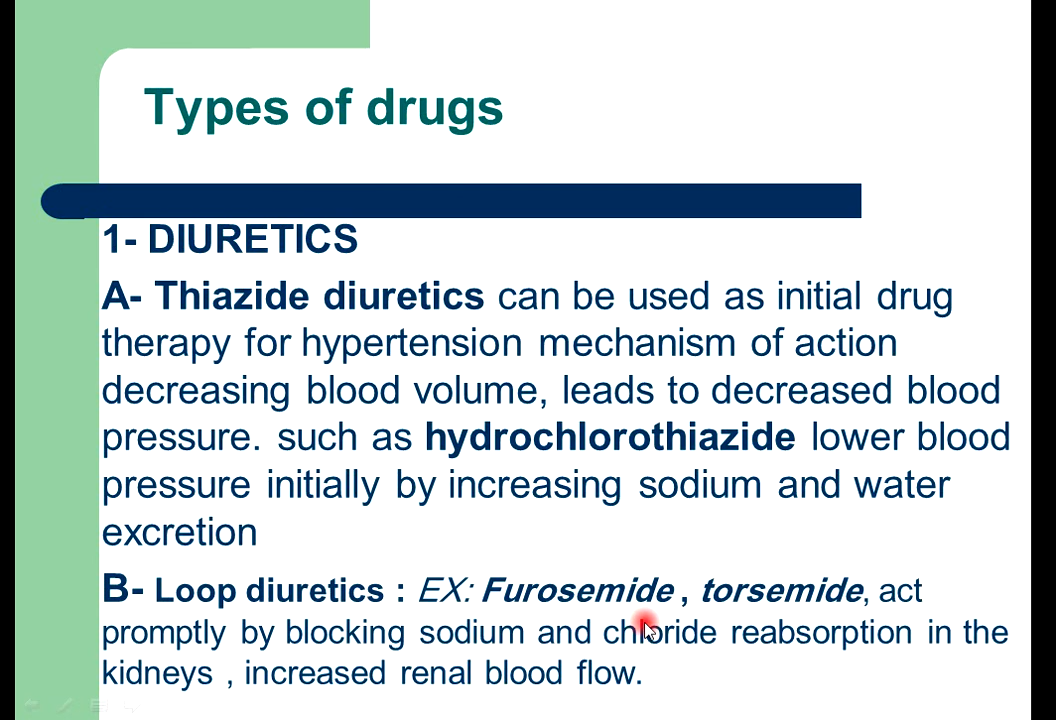 Types of drugs
1- DIURETICS
A- Thiazide diuretics can be used as initial drug
therapy for hypertension mechanism of action
decreasing blood volume, leads to decreased blood
pressure. such as hydrochlorothiazide lower blood
pressure initially by increasing sodium and water
excretion
B- Loop diuretics : EX: Furosemide , torsemide, act
promptly by blocking sodium and chloride reabsorption in the
kidneys , increased renal blood flow.